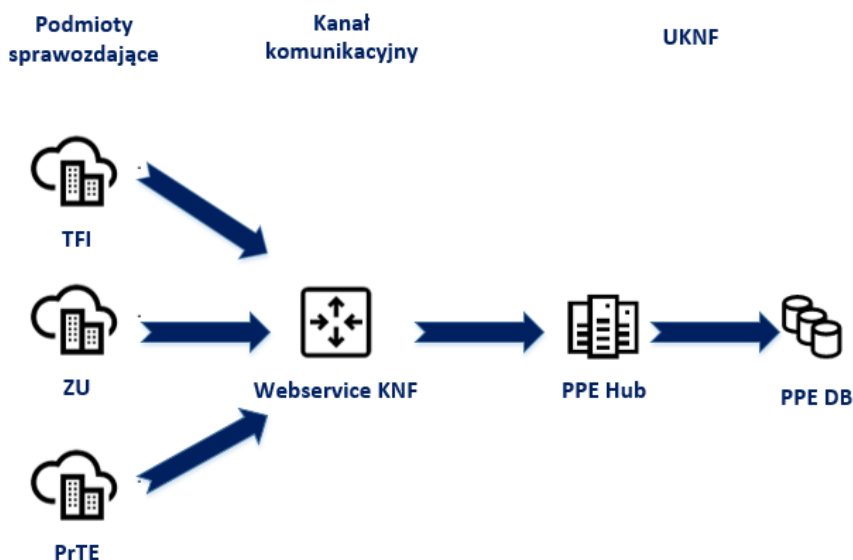 Podmioty
sprawozdające
Kanał
komunikacyjny
UKNF
TFI
ZU
Webservice KNF
PPE Hub
PPE DB
PrTE